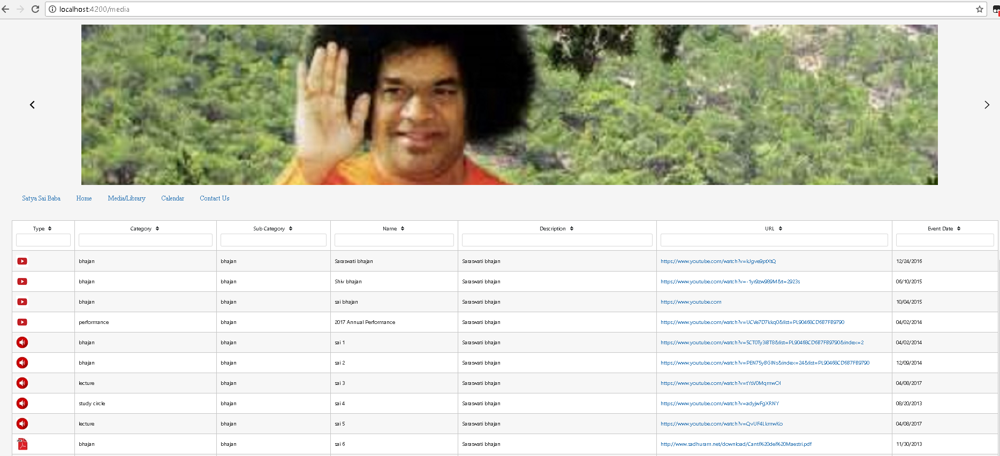 localhost:4200/media
Satya Sai Baba Home Media/Library Calendar Contact Us
Type Category Sub Category Name Description URL Event Date
bhajan bhajan Saraswati bhajan Saraswati bhajan https://www.youtube.com/watch?v=kJgve9ptXtQ 12/24/2016
bhajan bhajan Shiv bhajan Saraswati bhajan https://www.youtube.com/watch?v=-1yr9zw989M&t=2923s 06/10/2015
bhajan bhajan sai bhajan Saraswati bhajan https://www.youtube.com 10/04/2015
performance bhajan 2017 Annual Performance Saraswati bhajan https://www.youtube.com/watch?v=UCVe7D7kkq0&list=PL90468CD6B7FB9790 04/02/2014
bhajan bhajan sai 1 Saraswati bhajan https://www.youtube.com/watch?v=5CT0Ty3iBT8&list=PL90468CD6B7FB9790&index=2 04/02/2014
bhajan bhajan sai 2 Saraswati bhajan https://www.youtube.com/watch?v=PEN75yBGINs&index=24&list=PL90468CD6B7FB9790 12/09/2014
lecture bhajan sai 3 Saraswati bhajan https://www.youtube.com/watch?v=tYsV0MqmwOI 04/08/2017
study circle bhajan sai 4 Saraswati bhajan https://www.youtube.com/watch?v=adyjwFgXRNY 08/20/2013
lecture bhajan sai 5 Saraswati bhajan https://www.youtube.com/watch?v=QvUF4LkmwKo 04/08/2017
bhajan bhajan sai 6 Saraswati bhajan http://www.sadhuram.net/download/Canti%20dei%20Maestri.pdf 11/30/2013